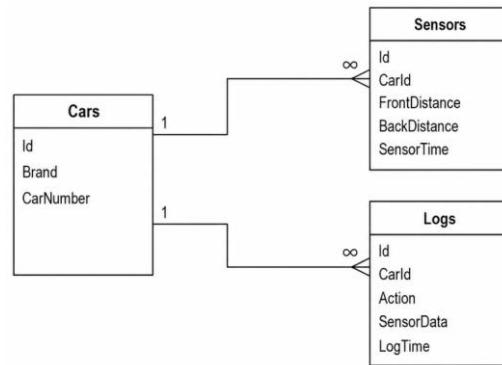 Cars
Id
Brand
CarNumber
1
1
∞
∞
Sensors
Id
CarId
FrontDistance
BackDistance
SensorTime
Logs
Id
CarId
Action
SensorData
LogTime